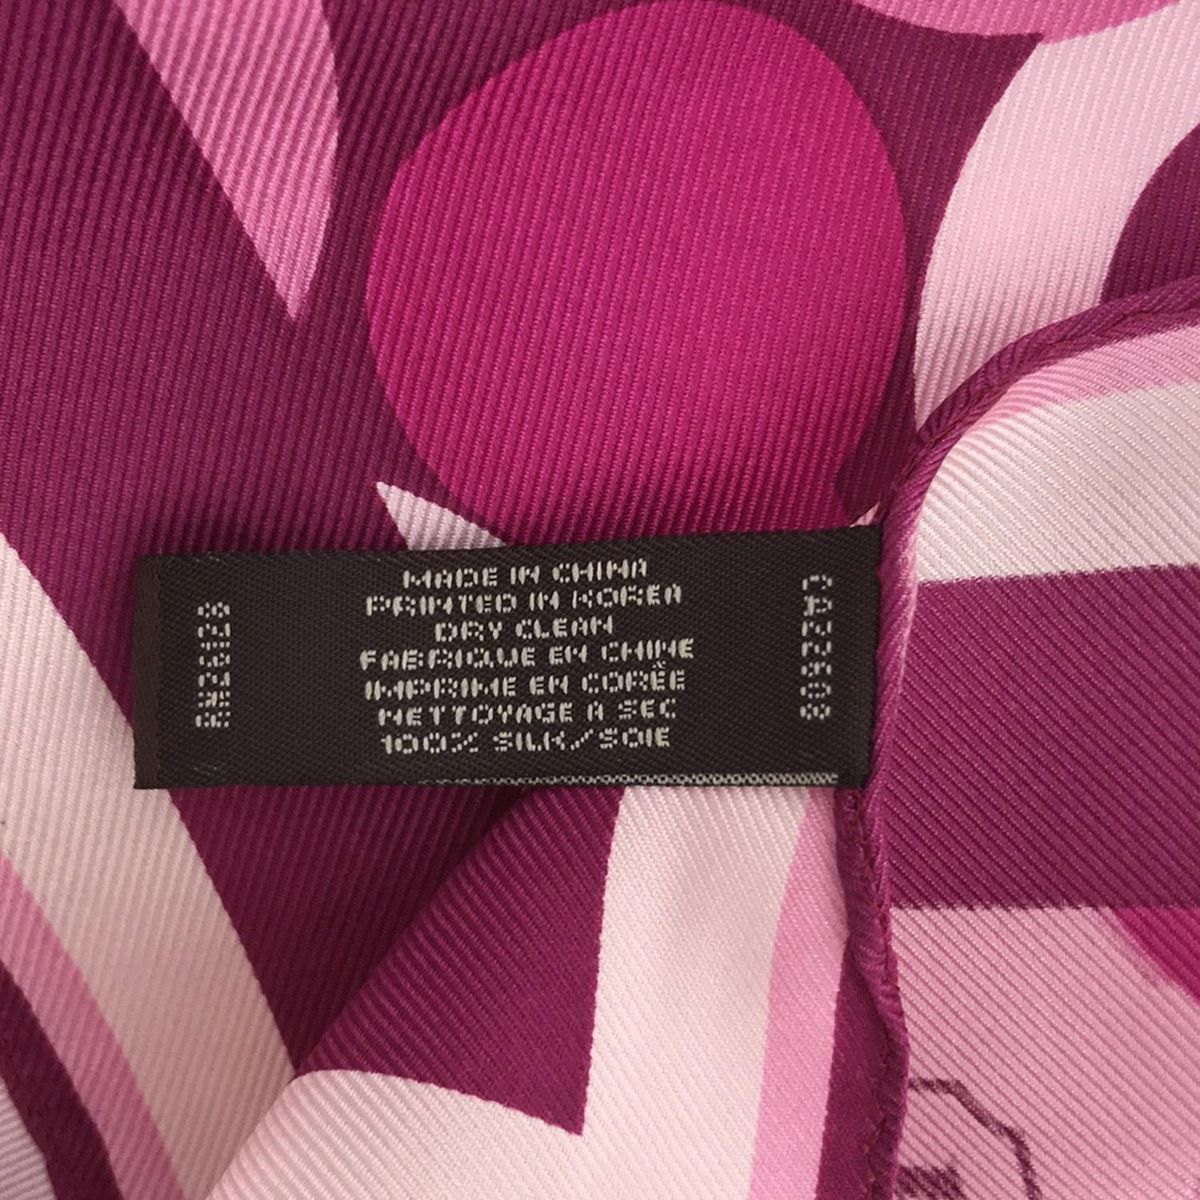 MADE IN CHINA
PRINTED IN KOREA
DRY CLEAN
FABRIQUE EN CHINE
IMPRIME EN CORÉE
NETTOYAGE A SEC
100% SILK/SOIE
CA22608